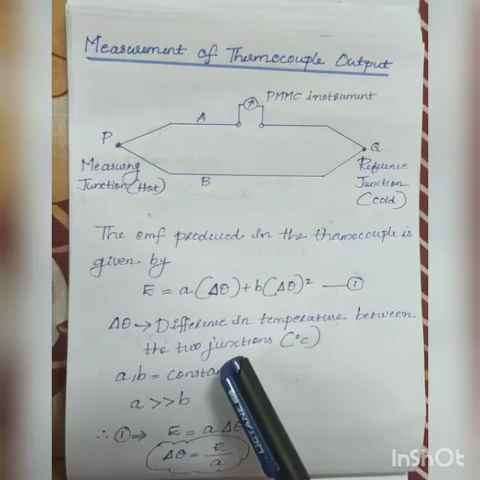 Measurement of Thermocouple Output
PMMC instrument
A
P
Q
Measuring
Junction (Hot)
B
Reference
Junction
(cold)
The emf produced in the thermocouple is
given by
E = a(Δθ) + b(Δθ)² — ①
Δθ → Difference in temperature between
the two junctions (°c)
a, b =
a >> b
∴ ① ⇒ E = a Δθ
Δθ = E/a
OCTANE
InShOt